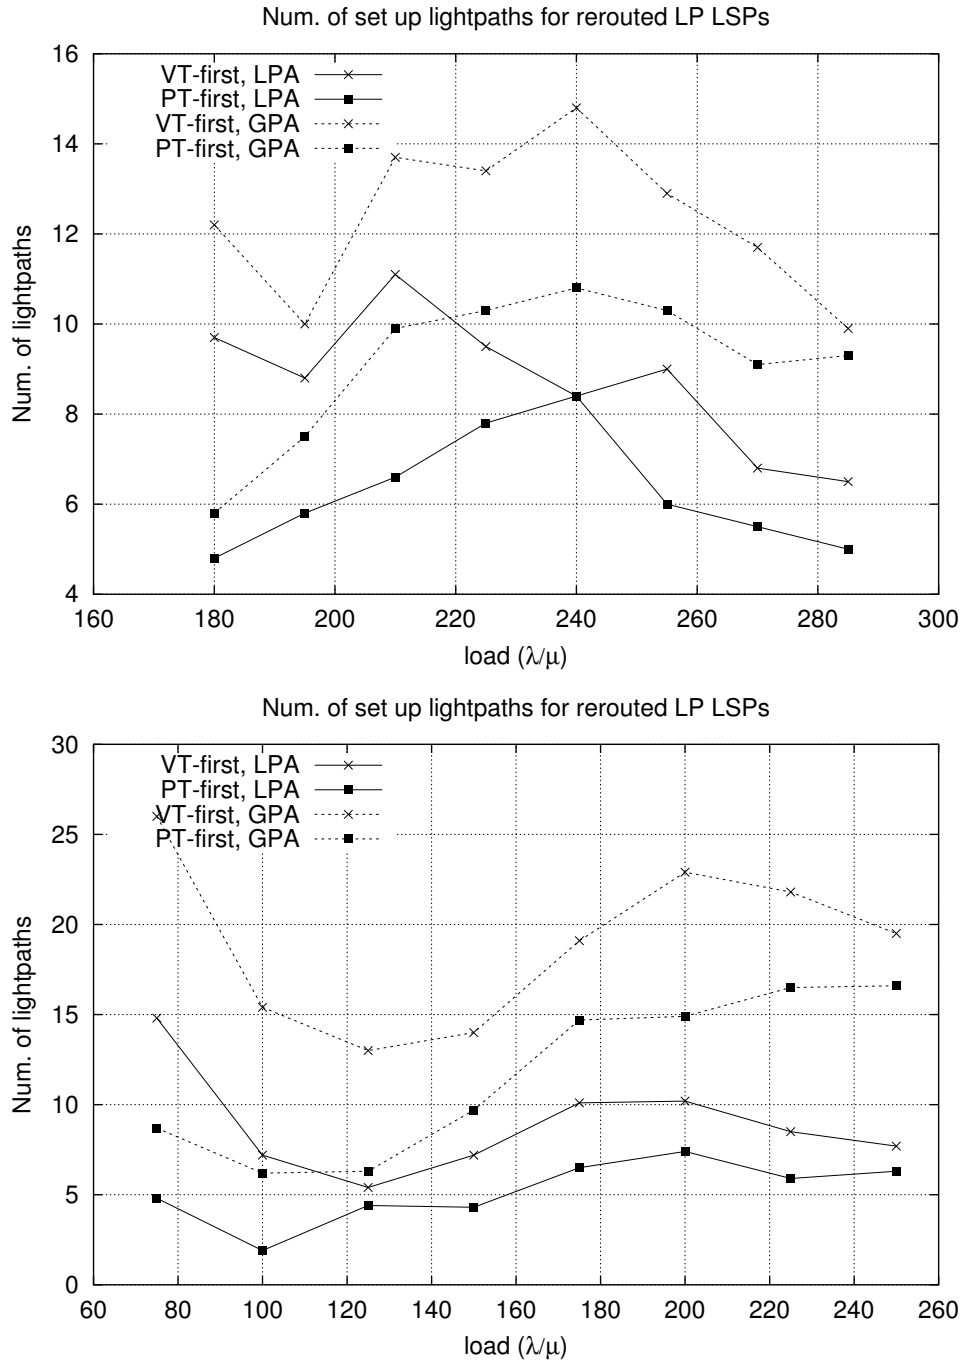 Num. of set up lightpaths for rerouted LP LSPs
16
14
12
10
8
6
4
Num. of lightpaths
VT-first, LPA
PT-first, LPA
VT-first, GPA
PT-first, GPA
160 180 200 220 240 260 280 300
load (λ/μ)
Num. of set up lightpaths for rerouted LP LSPs
30
25
20
15
10
5
0
Num. of lightpaths
VT-first, LPA
PT-first, LPA
VT-first, GPA
PT-first, GPA
60 80 100 120 140 160 180 200 220 240 260
load (λ/μ)